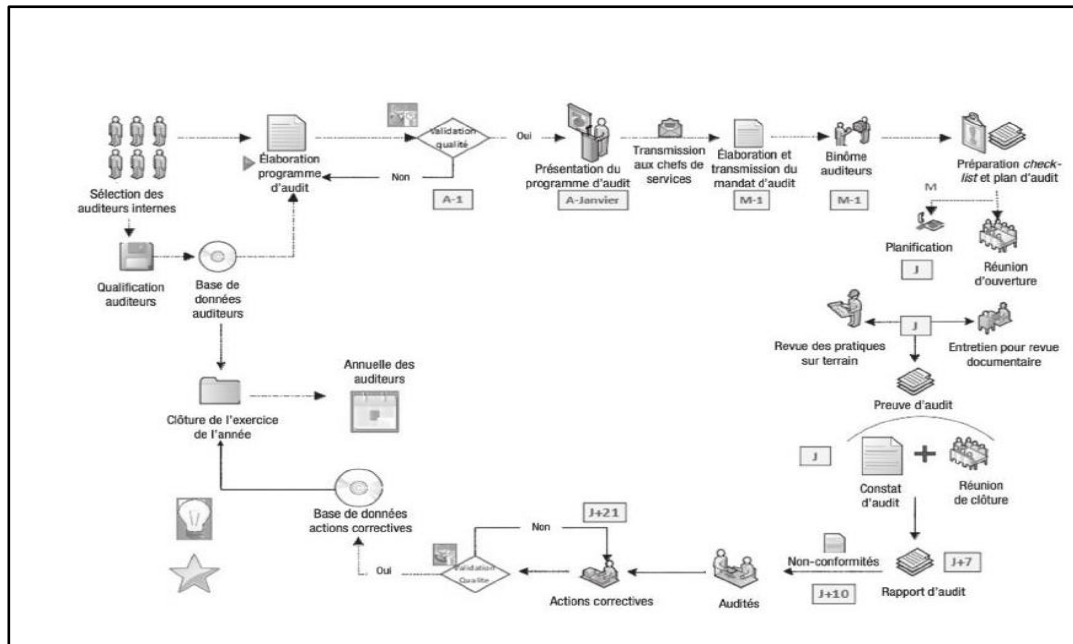 Validation
qualité
Oui
Non
A-1
Sélection des
auditeurs internes
Élaboration
programme
d'audit
Présentation du
programme d'audit
A-Janvier
Transmission
aux chefs de
services
Élaboration et
transmission du
mandat d'audit
M-1
Binôme
auditeurs
M-1
Préparation check-
list et plan d'audit
M
Planification
J
Réunion
d'ouverture
Qualification
auditeurs
Base de
données
auditeurs
Revue des pratiques
sur terrain
J
Entretien pour revue
documentaire
Preuve d'audit
J
Constat
d'audit
+
Réunion
de clôture
Annuelle des
auditeurs
Clôture de l'exercice
de l'année
Base de données
actions correctives
Oui
Validation
Qualite
Non
J+21
Actions correctives
Audités
Non-conformités
J+10
Rapport d'audit
J+7